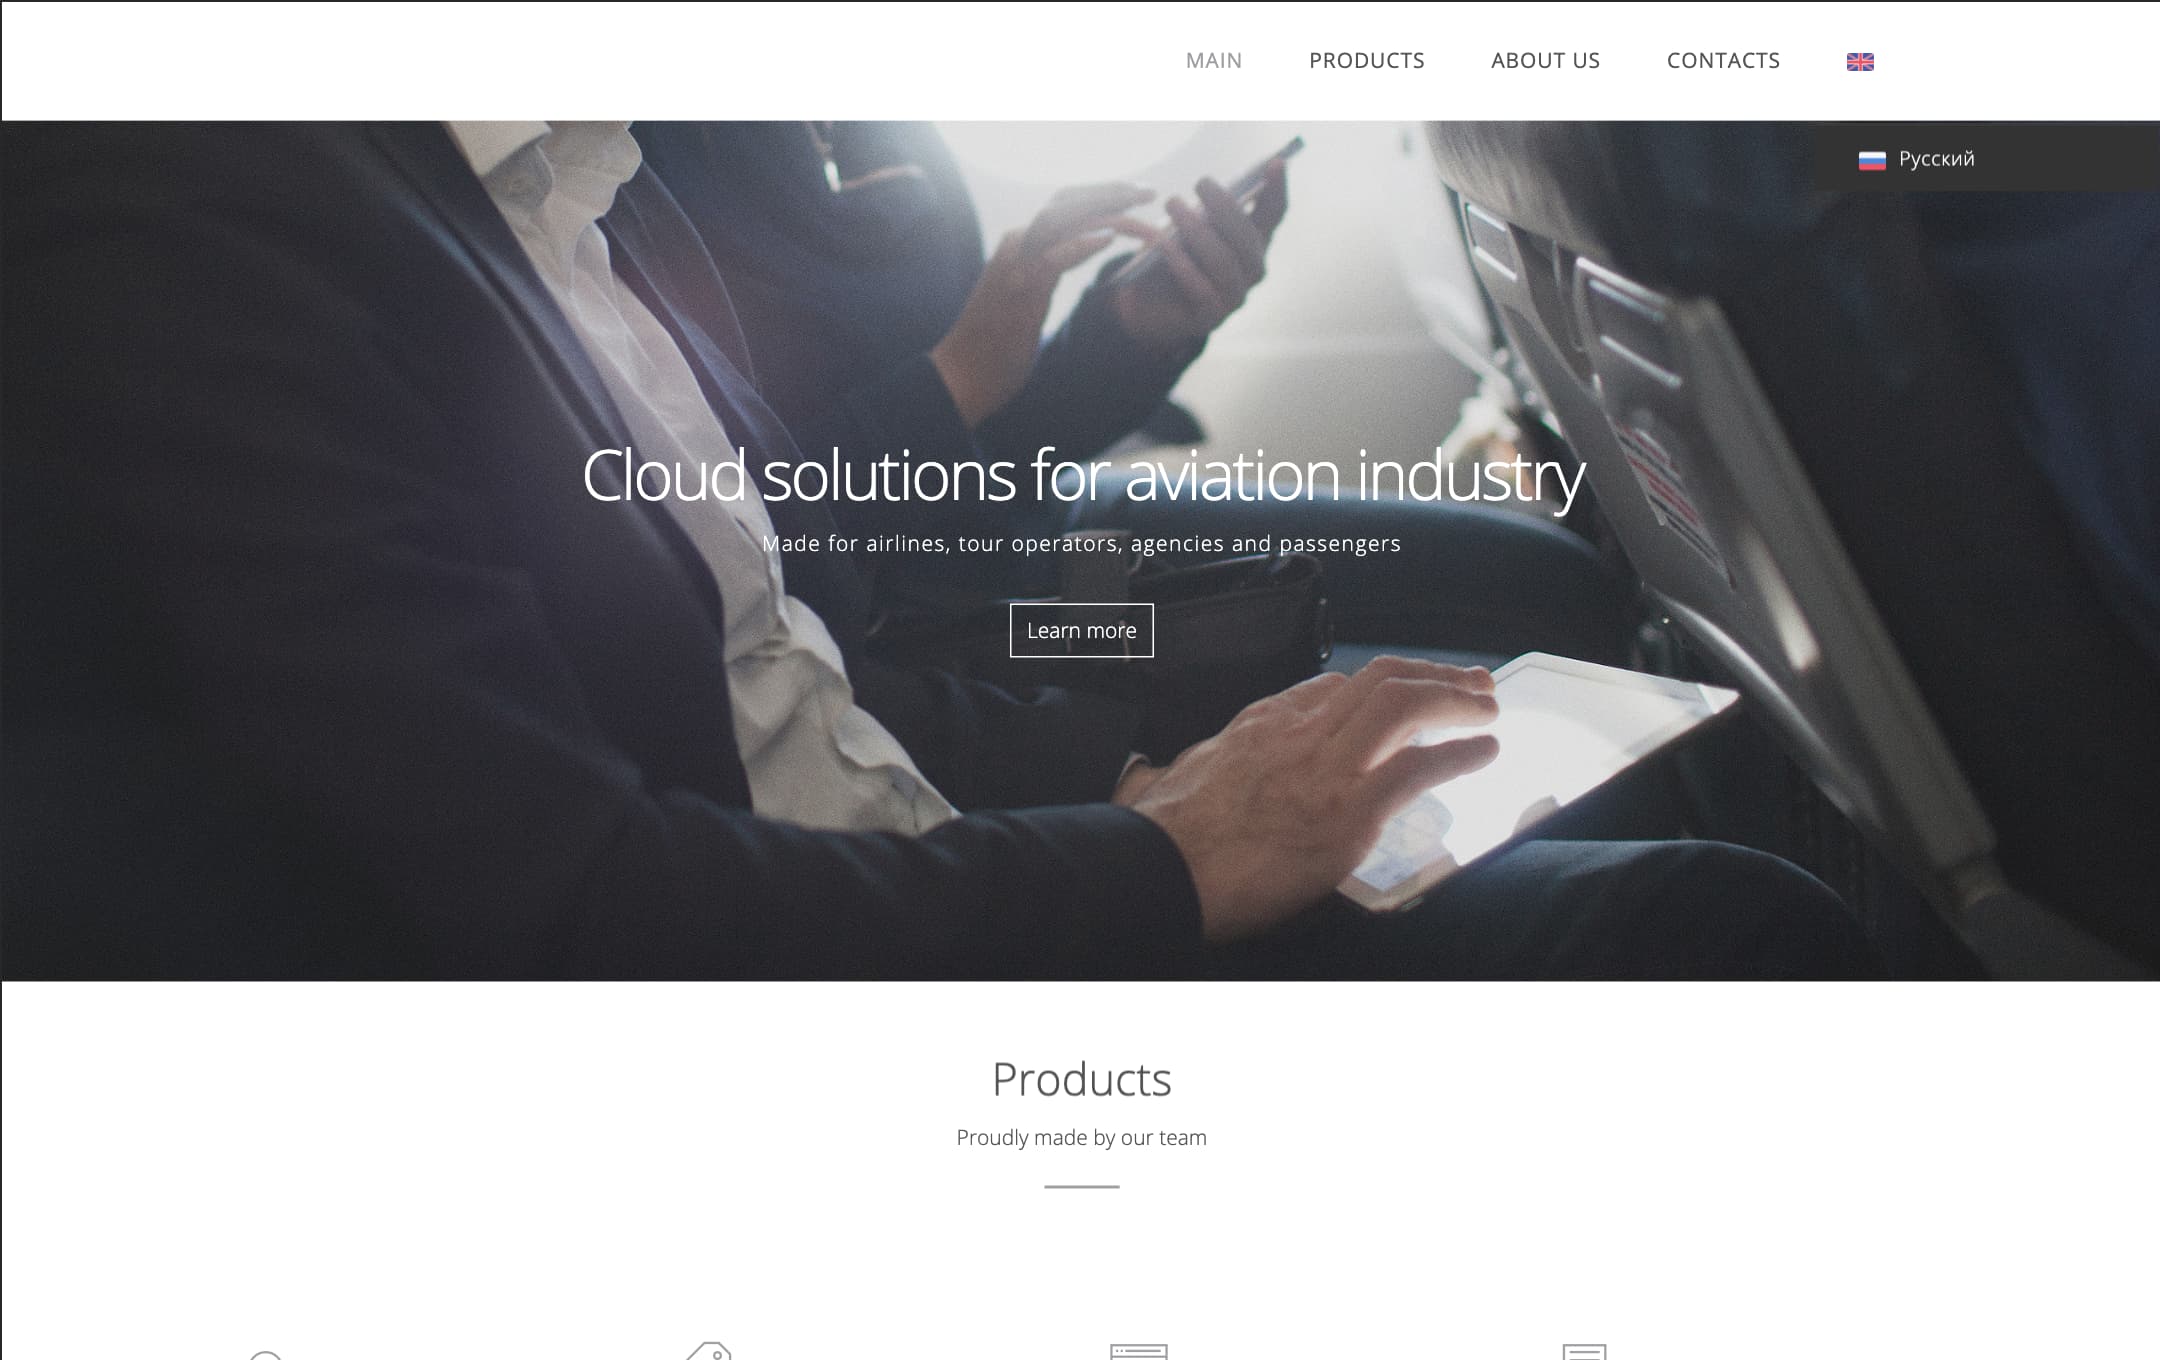 MAIN PRODUCTS ABOUT US CONTACTS
Русский
Cloud solutions for aviation industry
Made for airlines, tour operators, agencies and passengers
Learn more
Products
Proudly made by our team